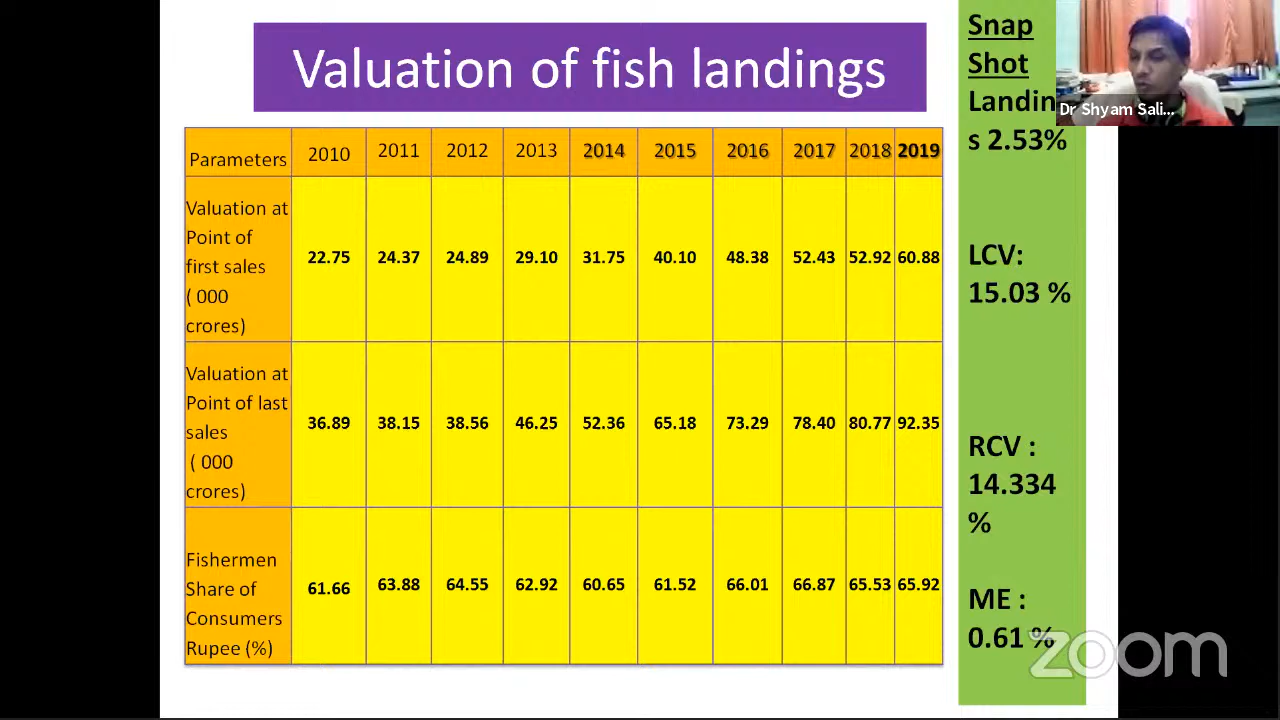 Valuation of fish landings
Parameters 2010 2011 2012 2013 2014 2015 2016 2017 2018 2019
Valuation at
Point of
first sales
( 000
crores)
22.75 24.37 24.89 29.10 31.75 40.10 48.38 52.43 52.92 60.88
Valuation at
Point of last
sales
( 000
crores)
36.89 38.15 38.56 46.25 52.36 65.18 73.29 78.40 80.77 92.35
Fishermen
Share of
Consumers
Rupee (%)
61.66 63.88 64.55 62.92 60.65 61.52 66.01 66.87 65.53 65.92
Snap
Shot
Landin
s 2.53%
LCV:
15.03 %
RCV :
14.334
%
ME :
0.61 %
Dr Shyam Sali...
zoom